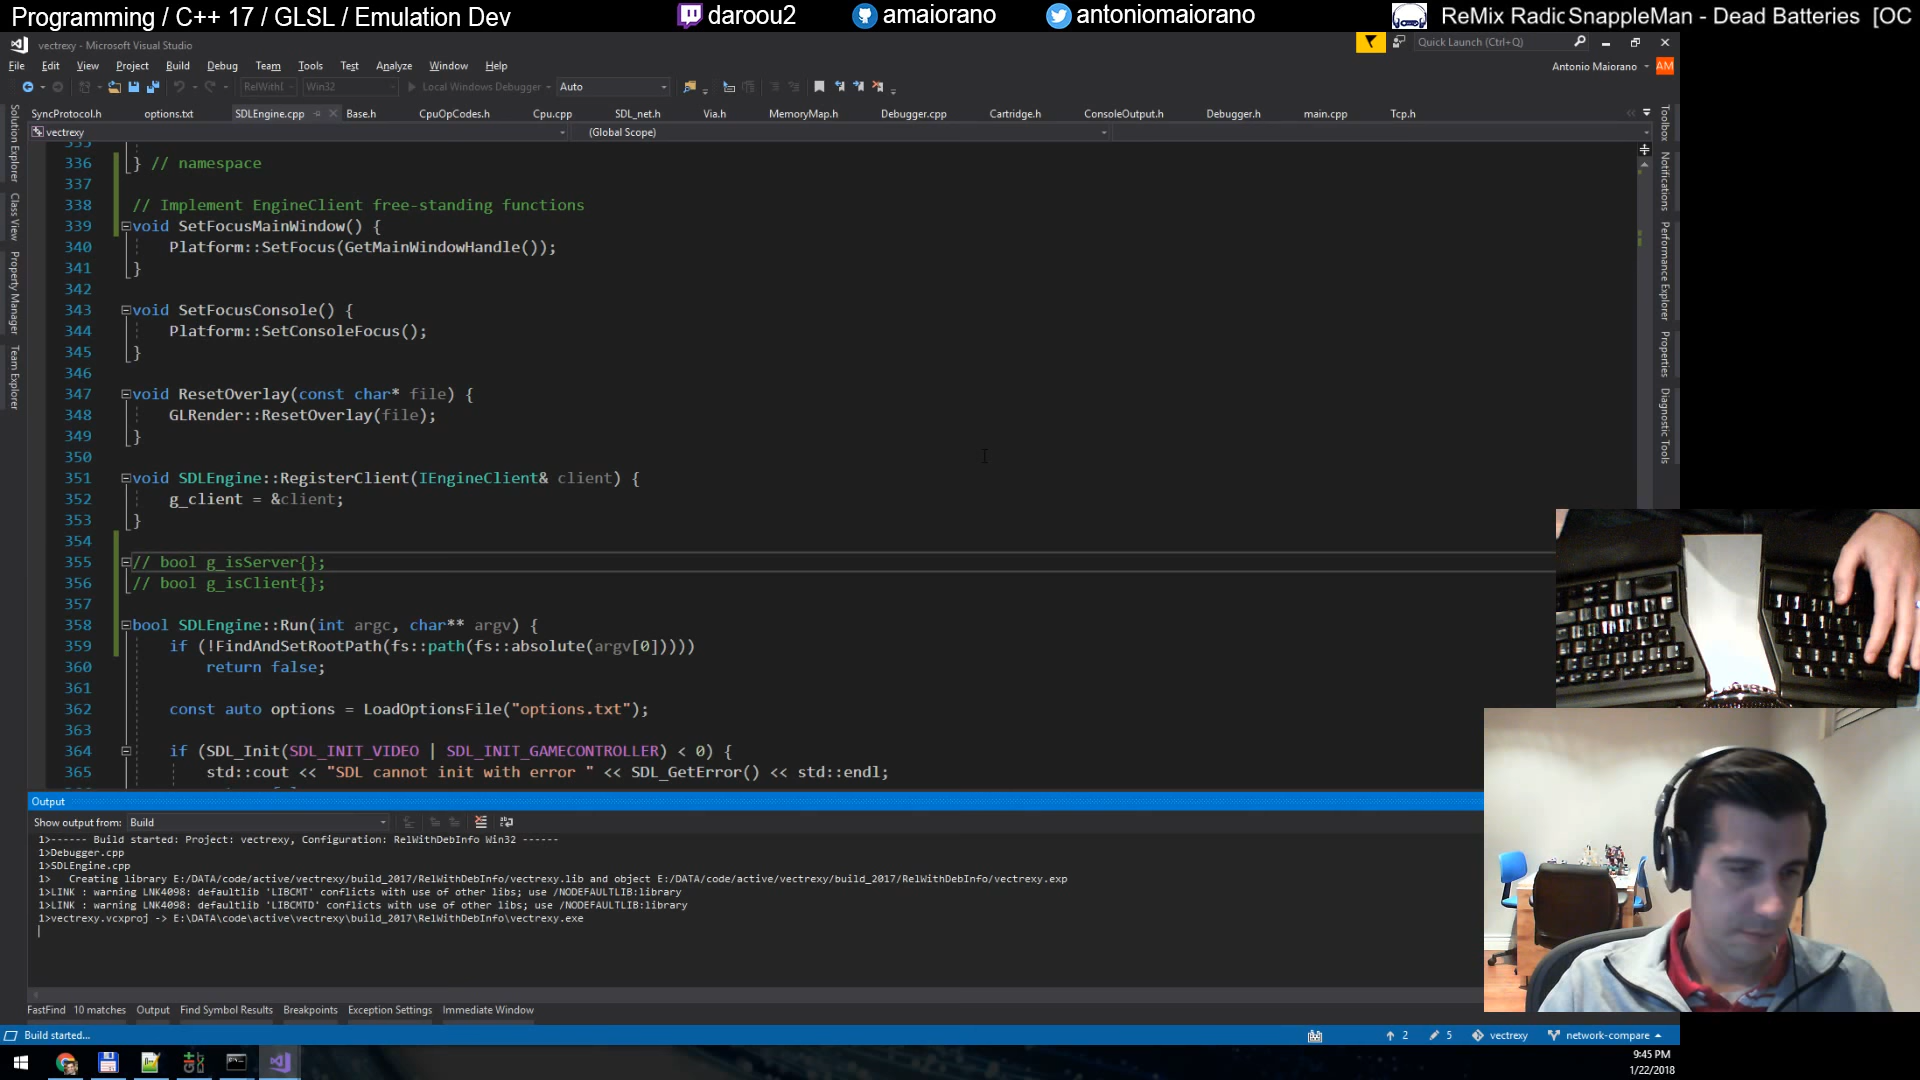 Programming / C++ 17 / GLSL / Emulation Dev
daroou2
amaiorano
antoniomaiorano
ReMix Radic SnappleMan - Dead Batteries [OC
vectrexy - Microsoft Visual Studio
Quick Launch (Ctrl+Q)
File Edit View Project Build Debug Team Tools Test Analyze Window Help
Antonio Maiorano AM
RelWithl Win32 Local Windows Debugger Auto
SyncProtocol.h options.txt SDLEngine.cpp Base.h CpuOpCodes.h Cpu.cpp SDL_net.h Via.h MemoryMap.h Debugger.cpp Cartridge.h ConsoleOutput.h Debugger.h main.cpp Tcp.h
vectrexy (Global Scope)
Solution Explorer
Class View
Property Manager
Team Explorer
335
336 } // namespace
337
338 // Implement EngineClient free-standing functions
339 void SetFocusMainWindow() {
340 Platform::SetFocus(GetMainWindowHandle());
341 }
342
343 void SetFocusConsole() {
344 Platform::SetConsoleFocus();
345 }
346
347 void ResetOverlay(const char* file) {
348 GLRender::ResetOverlay(file);
349 }
350
351 void SDLEngine::RegisterClient(IEngineClient& client) {
352 g_client = &client;
353 }
354
355 // bool g_isServer{};
356 // bool g_isClient{};
357
358 bool SDLEngine::Run(int argc, char** argv) {
359 if (!FindAndSetRootPath(fs::path(fs::absolute(argv[0]))))
360 return false;
361
362 const auto options = LoadOptionsFile("options.txt");
363
364 if (SDL_Init(SDL_INIT_VIDEO | SDL_INIT_GAMECONTROLLER) < 0) {
365 std::cout << "SDL cannot init with error " << SDL_GetError() << std::endl;
Toolbox
Notifications
Performance Explorer
Properties
Diagnostic Tools
Output
Show output from: Build
1>------ Build started: Project: vectrexy, Configuration: RelWithDebInfo Win32 ------
1>Debugger.cpp
1>SDLEngine.cpp
1> Creating library E:/DATA/code/active/vectrexy/build_2017/RelWithDebInfo/vectrexy.lib and object E:/DATA/code/active/vectrexy/build_2017/RelWithDebInfo/vectrexy.exp
1>LINK : warning LNK4098: defaultlib 'LIBCMT' conflicts with use of other libs; use /NODEFAULTLIB:library
1>LINK : warning LNK4098: defaultlib 'LIBCMTD' conflicts with use of other libs; use /NODEFAULTLIB:library
1>vectrexy.vcxproj -> E:\DATA\code\active\vectrexy\build_2017\RelWithDebInfo\vectrexy.exe
FastFind 10 matches Output Find Symbol Results Breakpoints Exception Settings Immediate Window
Build started... 2 5 vectrexy network-compare
9:45 PM
1/22/2018